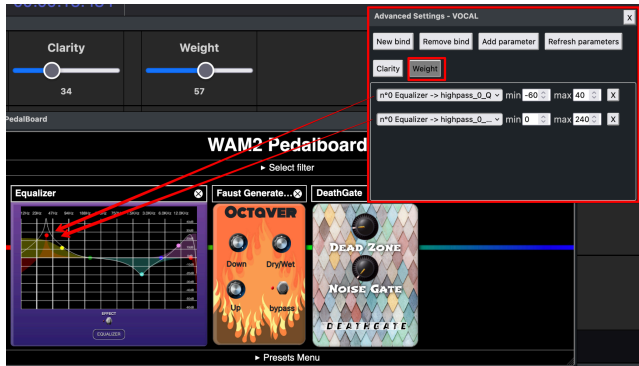 Clarity
Weight
34
57
Advanced Settings - VOCAL
X
New bind
Remove bind
Add parameter
Refresh parameters
Clarity
Weight
n°0 Equalizer -> highpass_0_Q
min -60
max 40
X
n°0 Equalizer -> highpass_0_...
min 0
max 240
X
PedalBoard
WAM2 Pedalboard
▸ Select filter
Equalizer
Faust Generate...
DeathGate
EFFECT
EQUALIZER
OCTAVER
Down
Dry/Wet
Up
bypass
DEAD ZONE
NOISE GATE
DEATHGATE
▸ Presets Menu